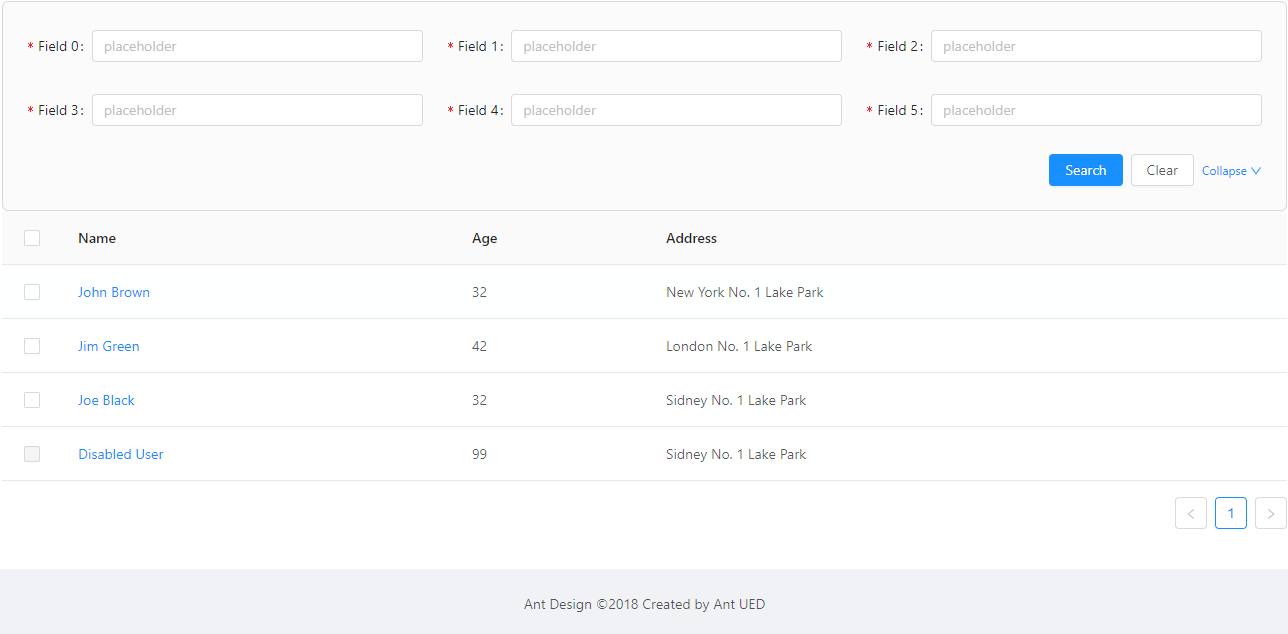 * Field 0: placeholder * Field 1: placeholder * Field 2: placeholder
* Field 3: placeholder * Field 4: placeholder * Field 5: placeholder
Search Clear Collapse
Name Age Address
John Brown 32 New York No. 1 Lake Park
Jim Green 42 London No. 1 Lake Park
Joe Black 32 Sidney No. 1 Lake Park
Disabled User 99 Sidney No. 1 Lake Park
< 1 >
Ant Design ©2018 Created by Ant UED